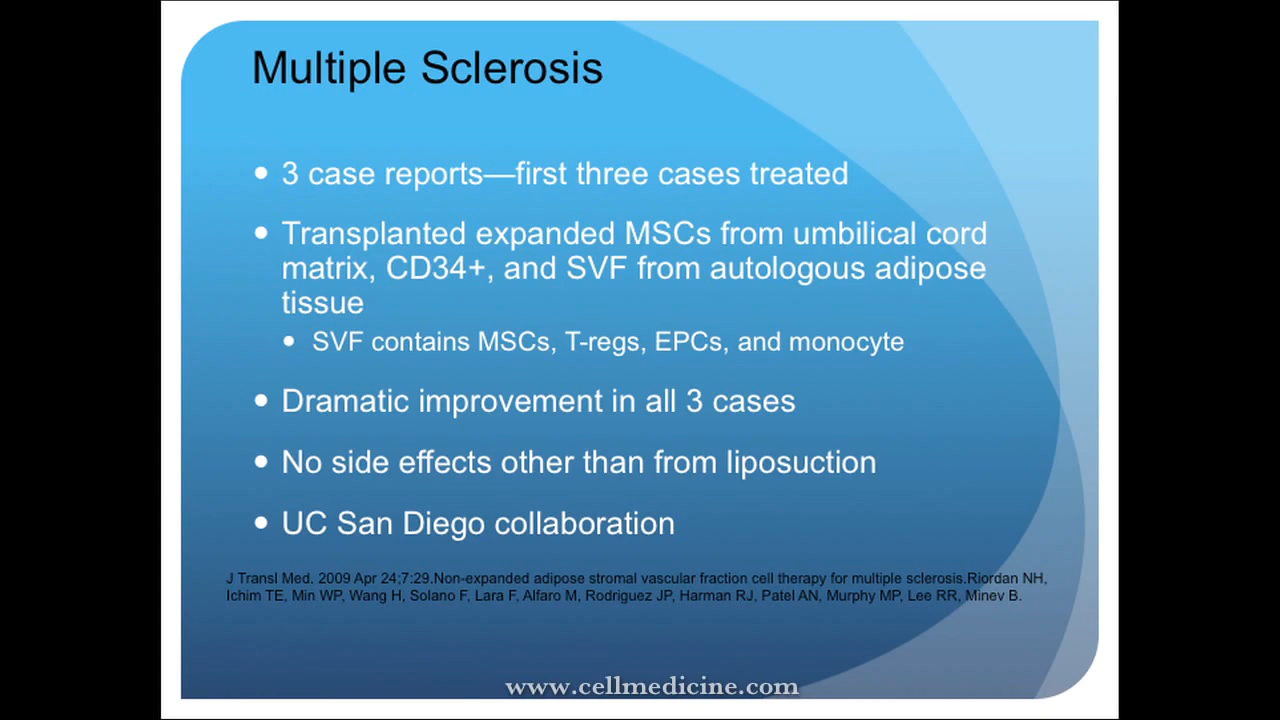 Multiple Sclerosis
• 3 case reports—first three cases treated
• Transplanted expanded MSCs from umbilical cord
matrix, CD34+, and SVF from autologous adipose
tissue
• SVF contains MSCs, T-regs, EPCs, and monocyte
• Dramatic improvement in all 3 cases
• No side effects other than from liposuction
• UC San Diego collaboration
J Transl Med. 2009 Apr 24;7:29.Non-expanded adipose stromal vascular fraction cell therapy for multiple sclerosis.Riordan NH,
Ichim TE, Min WP, Wang H, Solano F, Lara F, Alfaro M, Rodriguez JP, Harman RJ, Patel AN, Murphy MP, Lee RR, Minev B.
www.cellmedicine.com